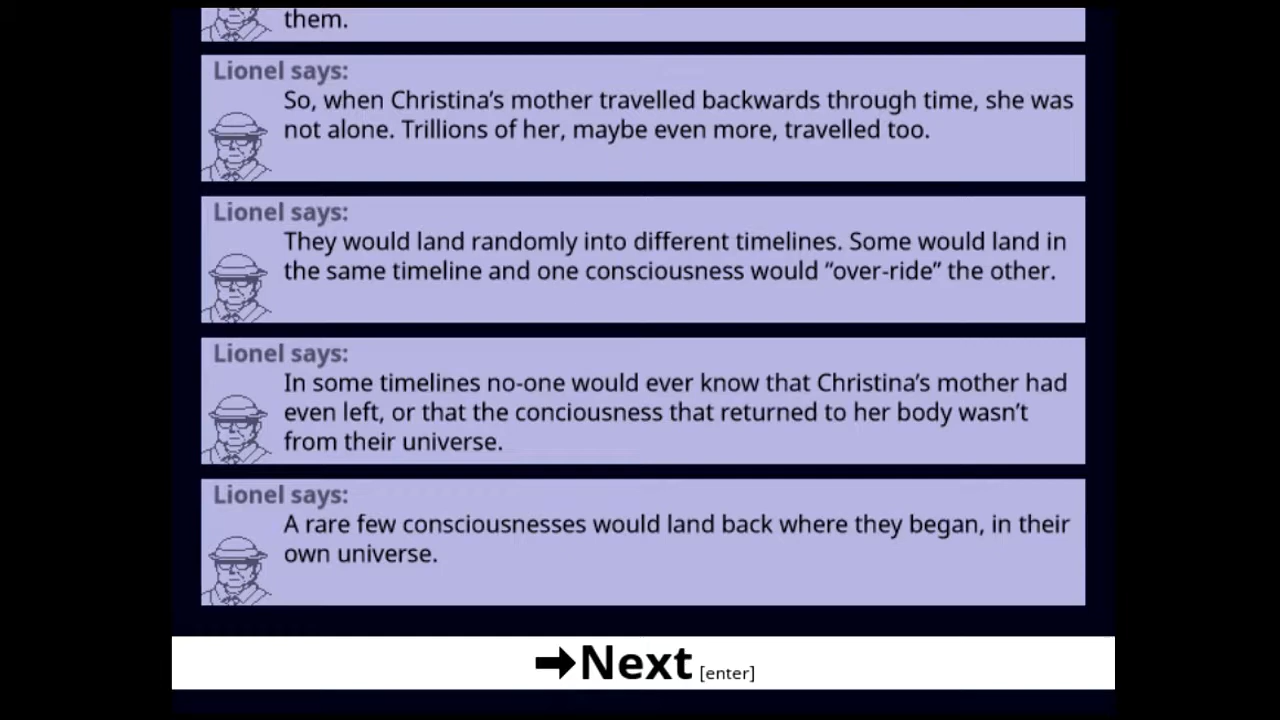 them.
Lionel says:
So, when Christina’s mother travelled backwards through time, she was
not alone. Trillions of her, maybe even more, travelled too.
Lionel says:
They would land randomly into different timelines. Some would land in
the same timeline and one consciousness would “over-ride” the other.
Lionel says:
In some timelines no-one would ever know that Christina’s mother had
even left, or that the conciousness that returned to her body wasn’t
from their universe.
Lionel says:
A rare few consciousnesses would land back where they began, in their
own universe.
➡Next [enter]